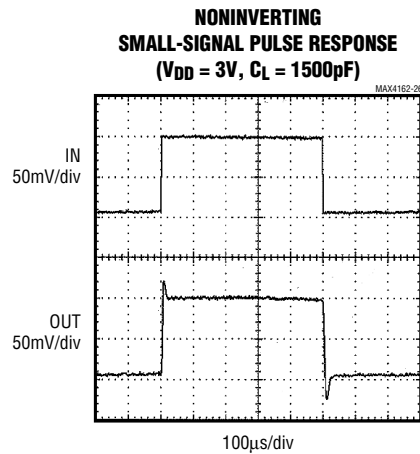 NONINVERTING
SMALL-SIGNAL PULSE RESPONSE
(VDD = 3V, CL = 1500pF)
MAX4162-26
IN
50mV/div
OUT
50mV/div
100μs/div